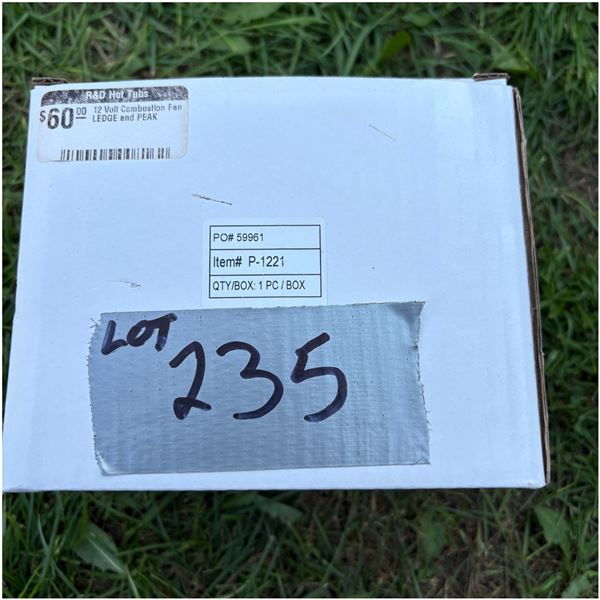 R&D Hot Tubs
$60.00 12 Volt Combustion Fan
LEDGE and PEAK
PO# 59961
Item# P-1221
QTY/BOX: 1 PC / BOX
LOT
235